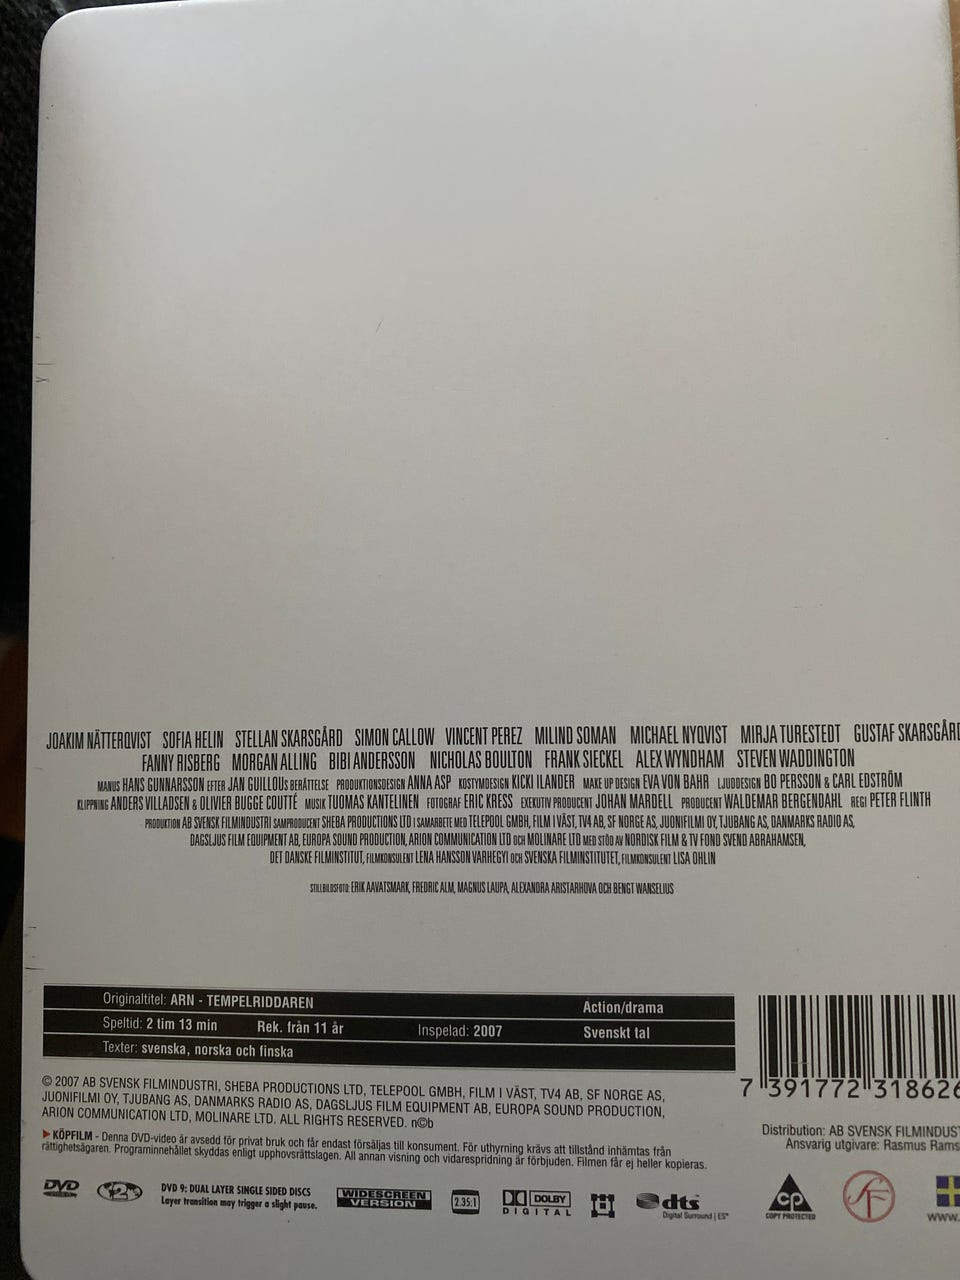 JOAKIM NÄTTERQVIST SOFIA HELIN STELLAN SKARSGÅRD SIMON CALLOW VINCENT PEREZ MILIND SOMAN MICHAEL NYQVIST MIRJA TURESTEDT GUSTAF SKARSGÅRD
FANNY RISBERG MORGAN ALLING BIBI ANDERSSON NICHOLAS BOULTON FRANK SIECKEL ALEX WYNDHAM STEVEN WADDINGTON
MANUS HANS GUNNARSSON EFTER JAN GUILLOUs BERÄTTELSE PRODUKTIONSDESIGN ANNA ASP KOSTYMDESIGN KICKI ILANDER MAKE UP DESIGN EVA VON BAHR LJUDDESIGN BO PERSSON & CARL EDSTRÖM
KLIPPNING ANDERS VILLADSEN & OLIVIER BUGGE COUTTÉ MUSIK TUOMAS KANTELINEN FOTOGRAF ERIC KRESS EXEKUTIV PRODUCENT JOHAN MARDELL PRODUCENT WALDEMAR BERGENDAHL REGI PETER FLINTH
PRODUKTION AB SVENSK FILMINDUSTRI SAMPRODUCENT SHEBA PRODUCTIONS LTD I SAMARBETE MED TELEPOOL GMBH, FILM I VÄST, TV4 AB, SF NORGE AS, JUONIFILMI OY, TJUBANG AS, DANMARKS RADIO AS,
DAGSLJUS FILM EQUIPMENT AB, EUROPA SOUND PRODUCTION, ARION COMMUNICATION LTD OCH MOLINARE LTD MED STÖD AV NORDISK FILM & TV FOND SVEND ABRAHAMSEN,
DET DANSKE FILMINSTITUT, FILMKONSULENT LENA HANSSON VARHEGYI OCH SVENSKA FILMINSTITUTET, FILMKONSULENT LISA OHLIN
STILLBILDSFOTO: ERIK AAVATSMARK, FREDRIC ALM, MAGNUS LAUPA, ALEXANDRA ARISTARHOVA OCH BENGT WANSELIUS
Originaltitel: ARN - TEMPELRIDDAREN Action/drama
Speltid: 2 tim 13 min Rek. från 11 år Inspelad: 2007 Svenskt tal
Texter: svenska, norska och finska
7 391772 318626
© 2007 AB SVENSK FILMINDUSTRI, SHEBA PRODUCTIONS LTD, TELEPOOL GMBH, FILM I VÄST, TV4 AB, SF NORGE AS,
JUONIFILMI OY, TJUBANG AS, DANMARKS RADIO AS, DAGSLJUS FILM EQUIPMENT AB, EUROPA SOUND PRODUCTION,
ARION COMMUNICATION LTD, MOLINARE LTD. ALL RIGHTS RESERVED. n©b
Distribution: AB SVENSK FILMINDUST
Ansvarig utgivare: Rasmus Rams
KÖPFILM - Denna DVD-video är avsedd för privat bruk och får endast försäljas till konsument. För uthyrning krävs att tillstånd inhämtas från
rättighetsägaren. Programinnehållet skyddas enligt upphovsrättslagen. All annan visning och vidarespridning är förbjuden. Filmen får ej heller kopieras.
DVD 2 DVD 9: DUAL LAYER SINGLE SIDED DISCS
Layer transition may trigger a slight pause.
WIDESCREEN
VERSION
2.35:1
DOLBY
DIGITAL
dts
Digital Surround | ES
CP
COPY PROTECTED
SF
www.